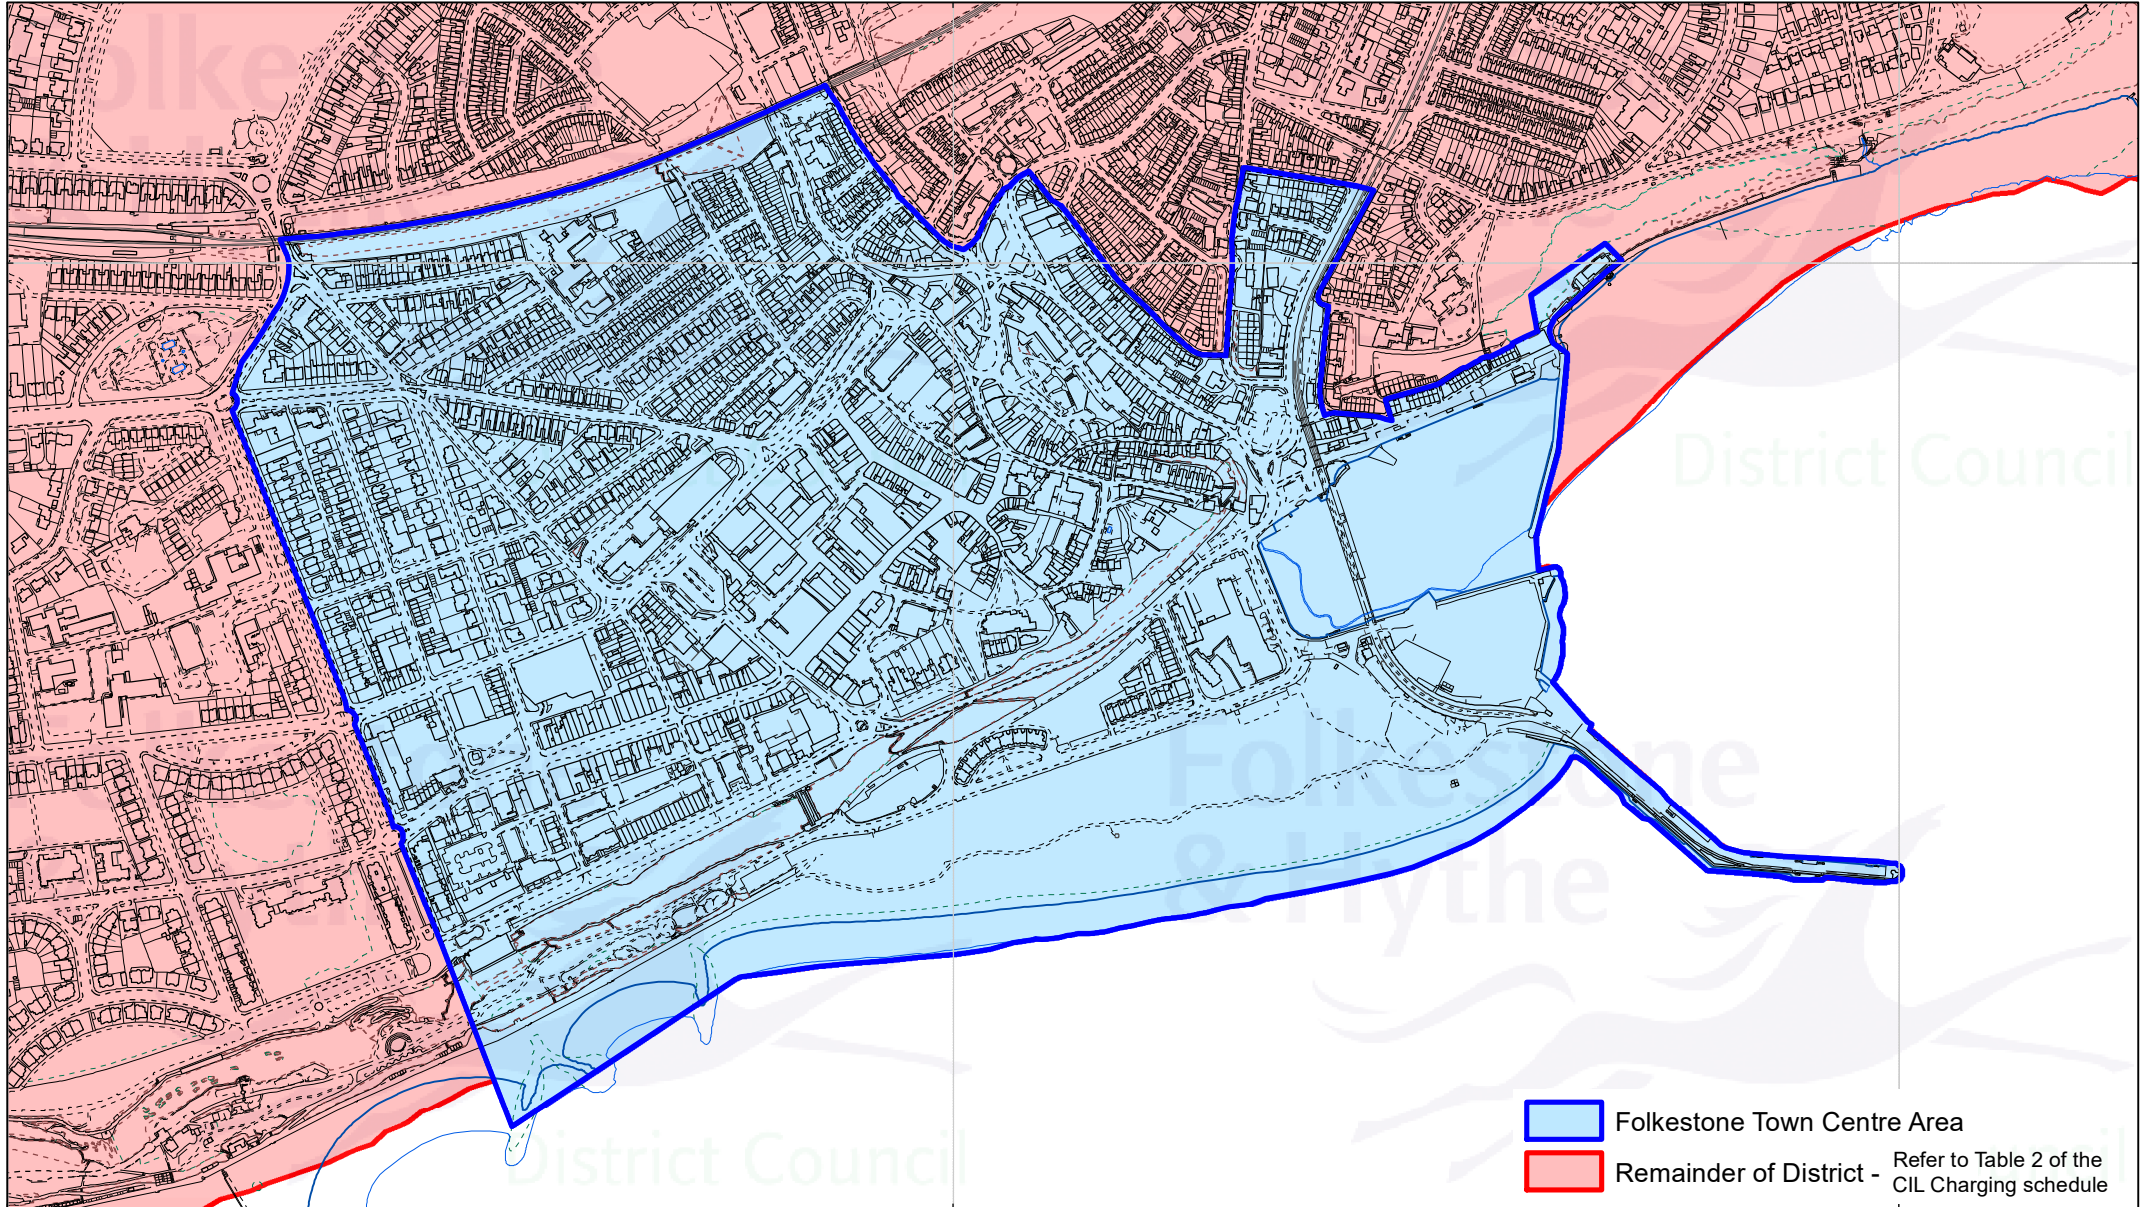 Folkestone
& Hythe
District Council
District Council
Folkestone Town Centre Area
Remainder of District - Refer to Table 2 of the
CIL Charging schedule